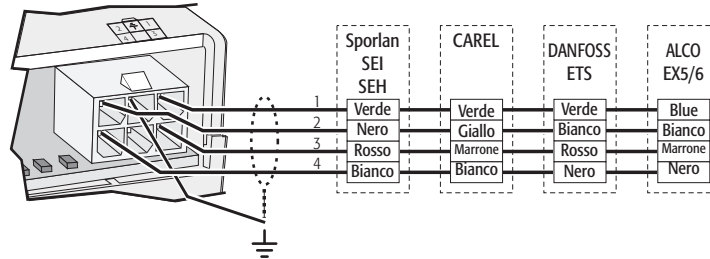 Sporlan
SEI
SEH
CAREL
DANFOSS
ETS
ALCO
EX5/6
1 Verde Verde Verde Blue
2 Nero Giallo Bianco Bianco
3 Rosso Marrone Rosso Marrone
4 Bianco Bianco Nero Nero